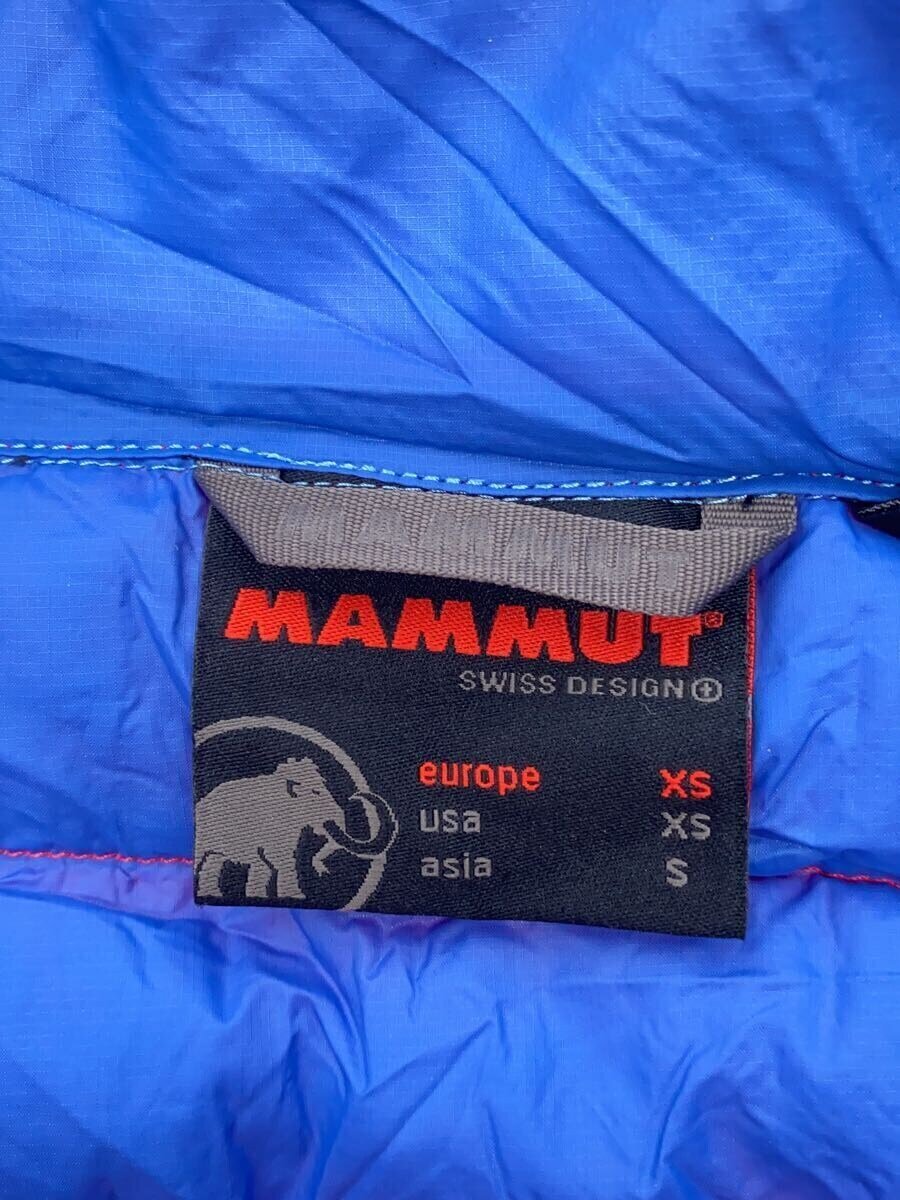 MAMMUT
MAMMUT®
SWISS DESIGN
europe XS
usa XS
asia S